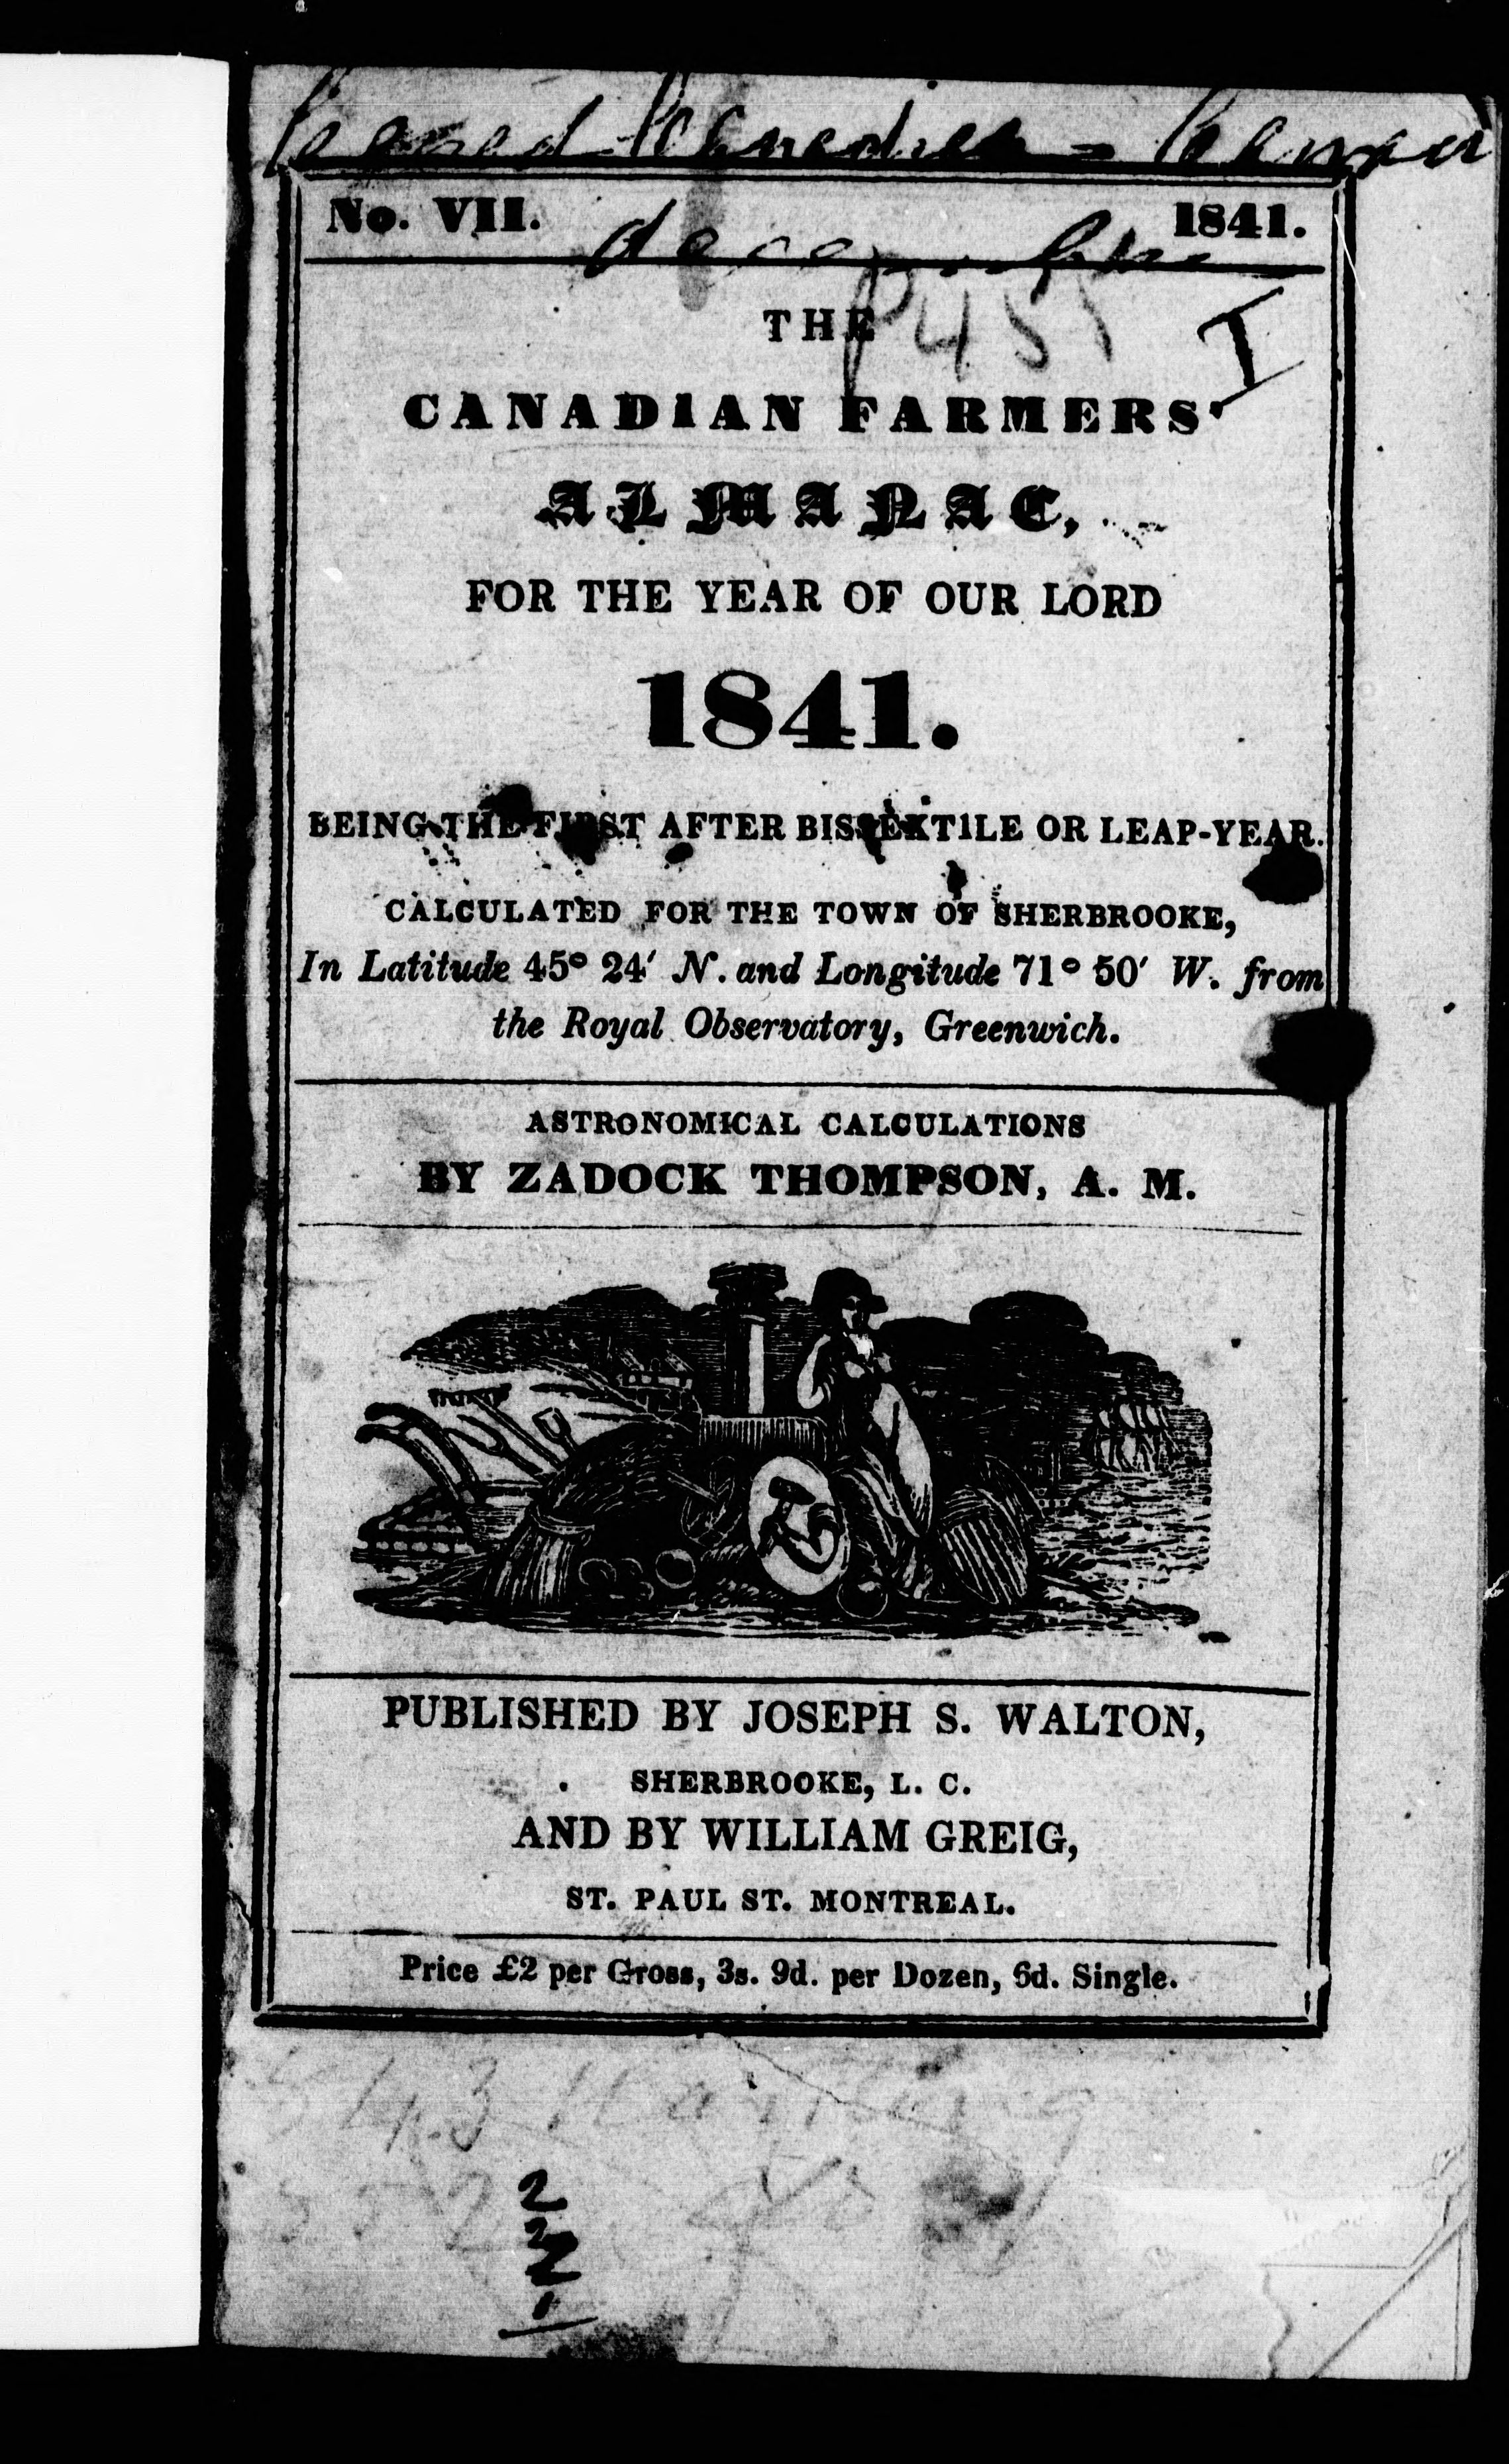 No. VII. 1841.
THE
CANADIAN FARMERS'
ALMANAC,
FOR THE YEAR OF OUR LORD
1841.
BEING THE FIRST AFTER BISSEXTILE OR LEAP-YEAR.
CALCULATED FOR THE TOWN OF SHERBROOKE,
In Latitude 45° 24′ N. and Longitude 71° 50′ W. from
the Royal Observatory, Greenwich.
ASTRONOMICAL CALCULATIONS
BY ZADOCK THOMPSON, A. M.
PUBLISHED BY JOSEPH S. WALTON,
SHERBROOKE, L. C.
AND BY WILLIAM GREIG,
ST. PAUL ST. MONTREAL.
Price £2 per Gross, 3s. 9d. per Dozen, 6d. Single.